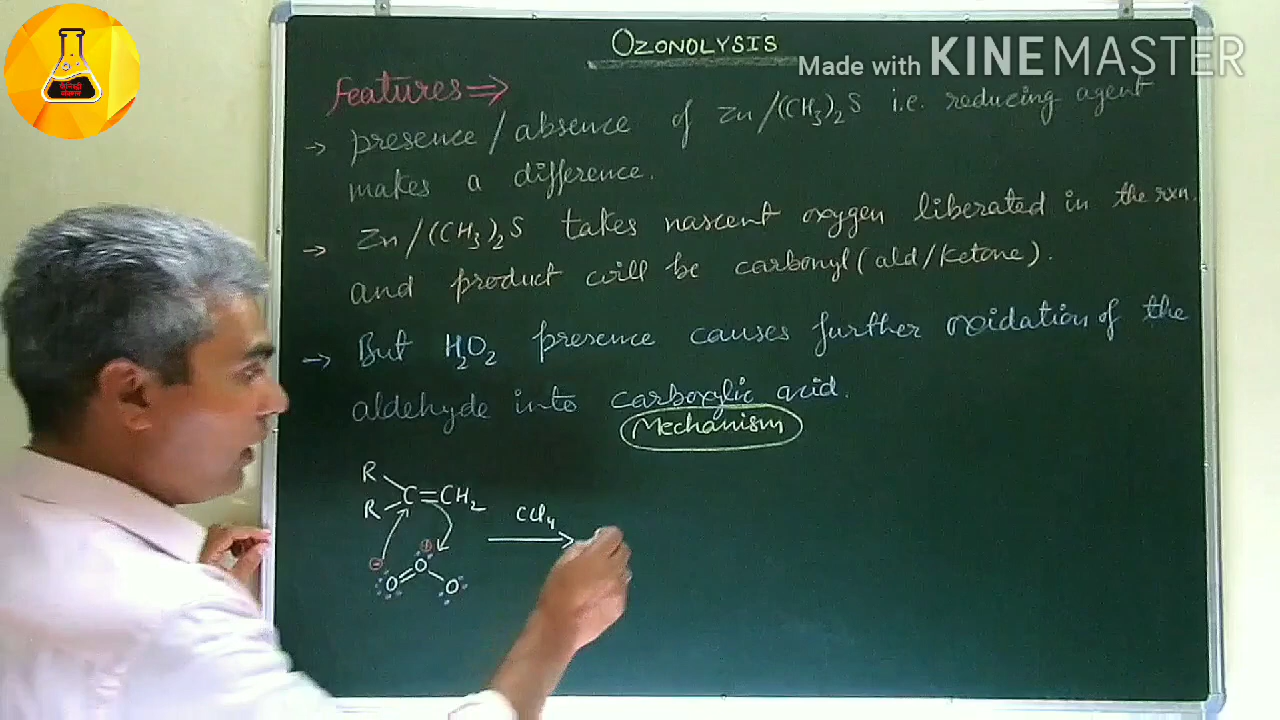 OZONOLYSIS
Made with KINEMASTER
features ⇒
→ presence/absence of Zn/(CH₃)₂S i.e. reducing agent
makes a difference.
→ Zn/(CH₃)₂S takes nascent oxygen liberated in the rxn.
and product will be carbonyl (ald/ketone).
→ But H₂O₂ presence causes further oxidation of the
aldehyde into carboxylic acid.
Mechanism
R
R C=CH₂
CCl₄
⊖ ⊕
O=O
O